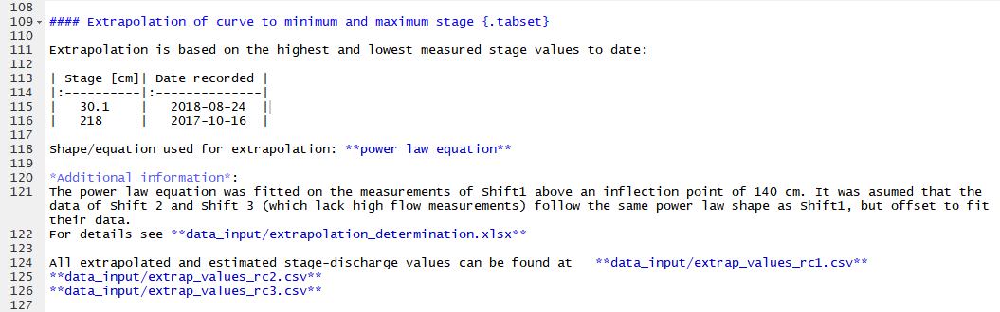 108
109 #### Extrapolation of curve to minimum and maximum stage {.tabset}
110
111 Extrapolation is based on the highest and lowest measured stage values to date:
112
113 | Stage [cm]| Date recorded |
114 |:----------|:--------------|
115 |   30.1    |   2018-08-24  |
116 |   218     |   2017-10-16  |
117
118 Shape/equation used for extrapolation: **power law equation**
119
120 *Additional information*:
121 The power law equation was fitted on the measurements of Shift1 above an inflection point of 140 cm. It was asumed that the
data of Shift 2 and Shift 3 (which lack high flow measurements) follow the same power law shape as Shift1, but offset to fit
their data.
122 For details see **data_input/extrapolation_determination.xlsx**
123
124 All extrapolated and estimated stage-discharge values can be found at   **data_input/extrap_values_rc1.csv**
125 **data_input/extrap_values_rc2.csv**
126 **data_input/extrap_values_rc3.csv**
127